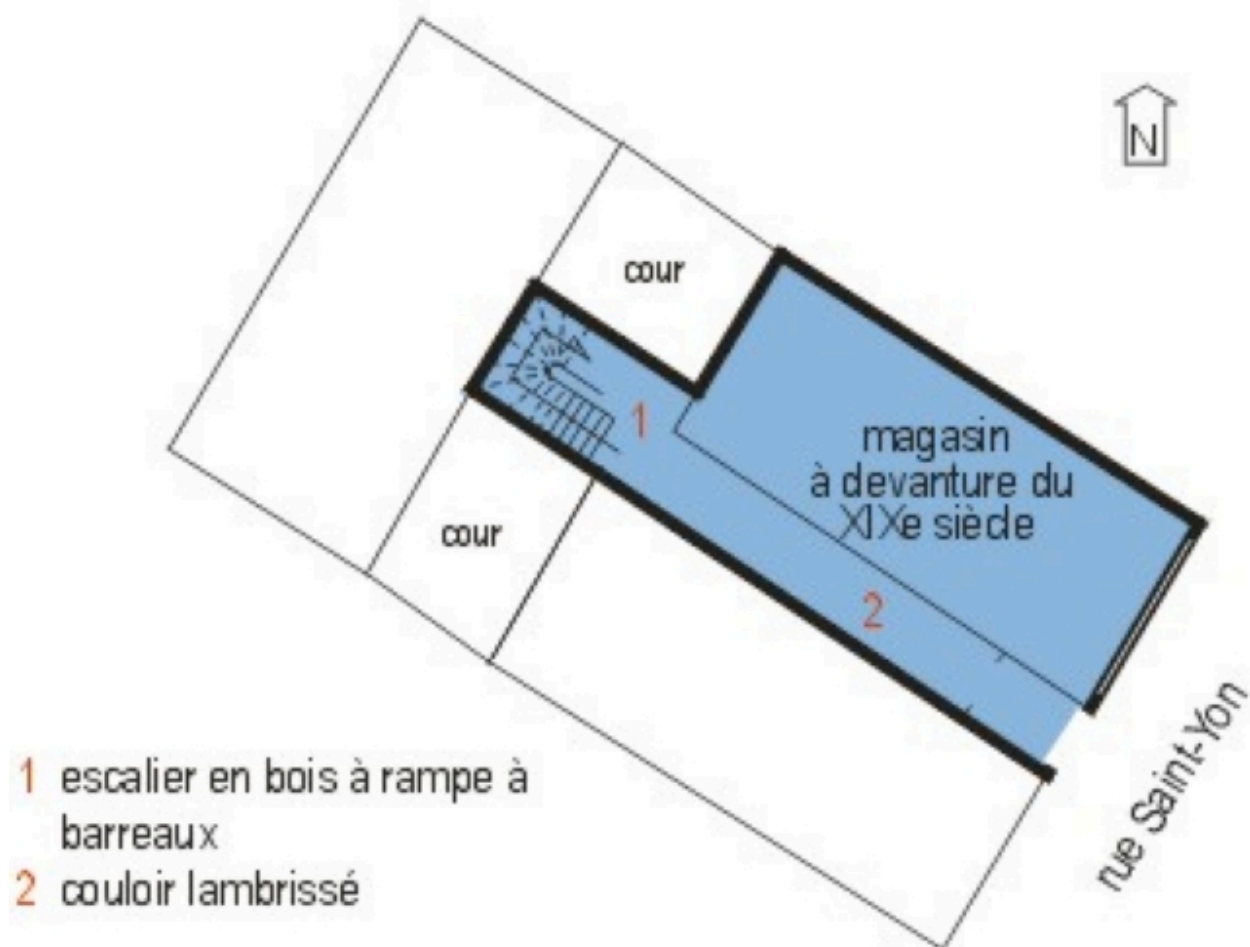 N
cour
1
magasin
à devanture du
XIXe siècle
cour
2
rue Saint-Yon
1 escalier en bois à rampe à
barreaux
2 couloir lambrissé